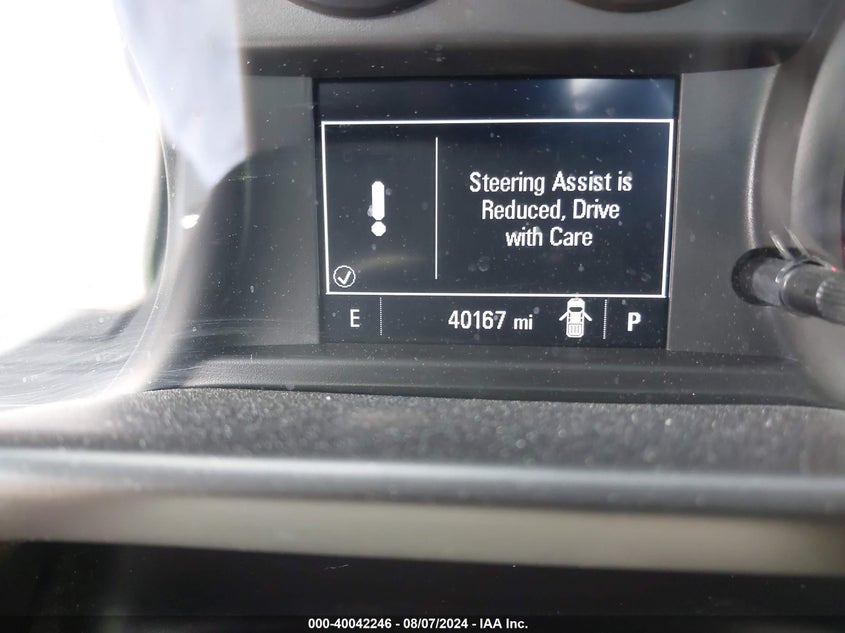 Steering Assist is
Reduced, Drive
with Care
E 40167 mi P
000-40042246 - 08/07/2024 - IAA Inc.